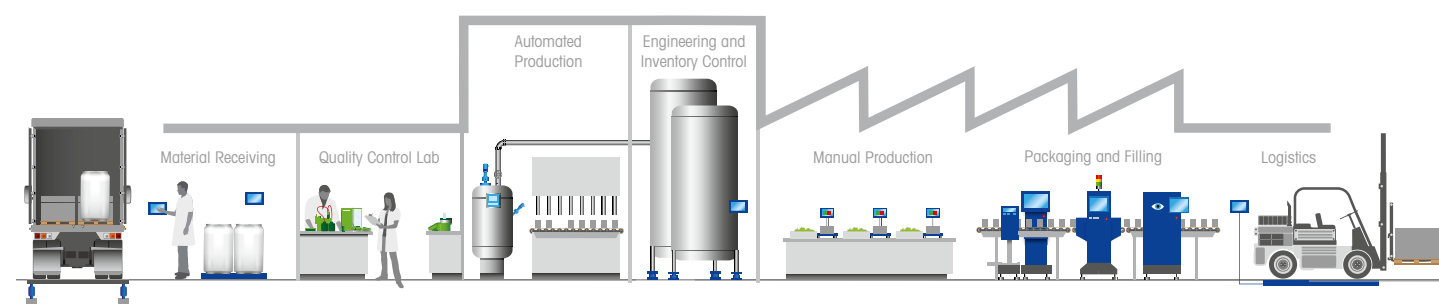 Automated
Production
Engineering and
Inventory Control
Material Receiving
Quality Control Lab
Manual Production
Packaging and Filling
Logistics